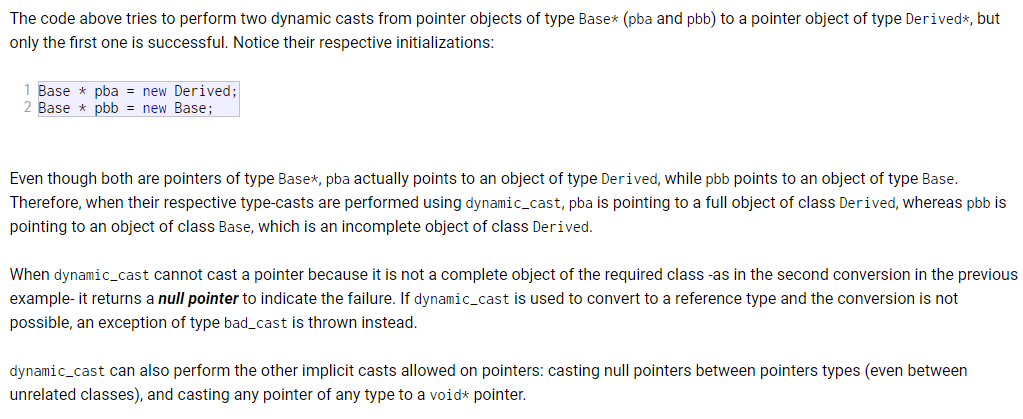 The code above tries to perform two dynamic casts from pointer objects of type Base* (pba and pbb) to a pointer object of type Derived*, but
only the first one is successful. Notice their respective initializations:
1 Base * pba = new Derived;
2 Base * pbb = new Base;
Even though both are pointers of type Base*, pba actually points to an object of type Derived, while pbb points to an object of type Base.
Therefore, when their respective type-casts are performed using dynamic_cast, pba is pointing to a full object of class Derived, whereas pbb is
pointing to an object of class Base, which is an incomplete object of class Derived.
When dynamic_cast cannot cast a pointer because it is not a complete object of the required class -as in the second conversion in the previous
example- it returns a null pointer to indicate the failure. If dynamic_cast is used to convert to a reference type and the conversion is not
possible, an exception of type bad_cast is thrown instead.
dynamic_cast can also perform the other implicit casts allowed on pointers: casting null pointers between pointers types (even between
unrelated classes), and casting any pointer of any type to a void* pointer.